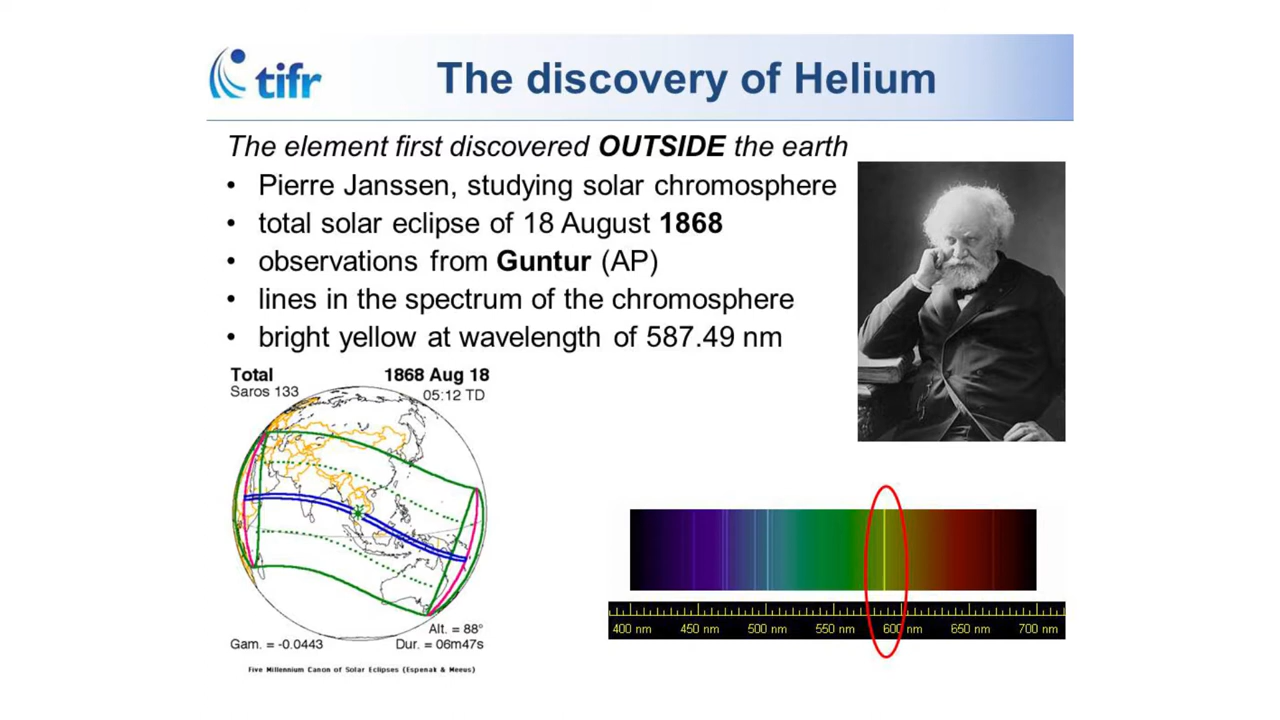 tifr
The discovery of Helium
The element first discovered OUTSIDE the earth
• Pierre Janssen, studying solar chromosphere
• total solar eclipse of 18 August 1868
• observations from Guntur (AP)
• lines in the spectrum of the chromosphere
• bright yellow at wavelength of 587.49 nm
Total 1868 Aug 18
Saros 133 05:12 TD
Alt. = 88°
Gam. = -0.0443 Dur. = 06m47s
Five Millennium Canon of Solar Eclipses (Espenak & Meeus)
400 nm 450 nm 500 nm 550 nm 600 nm 650 nm 700 nm